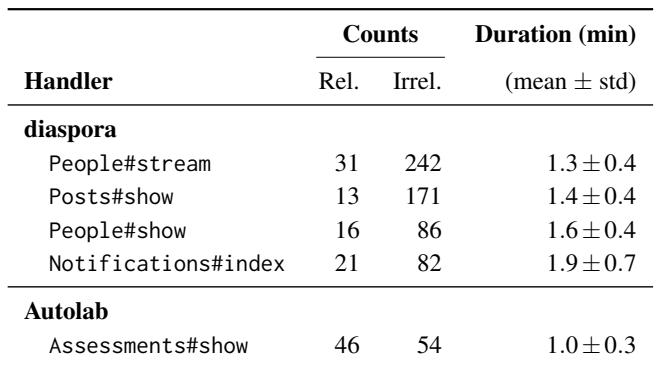 Counts Duration (min)
Handler Rel. Irrel. (mean ± std)
diaspora
People#stream 31 242 1.3±0.4
Posts#show 13 171 1.4±0.4
People#show 16 86 1.6±0.4
Notifications#index 21 82 1.9±0.7
Autolab
Assessments#show 46 54 1.0±0.3